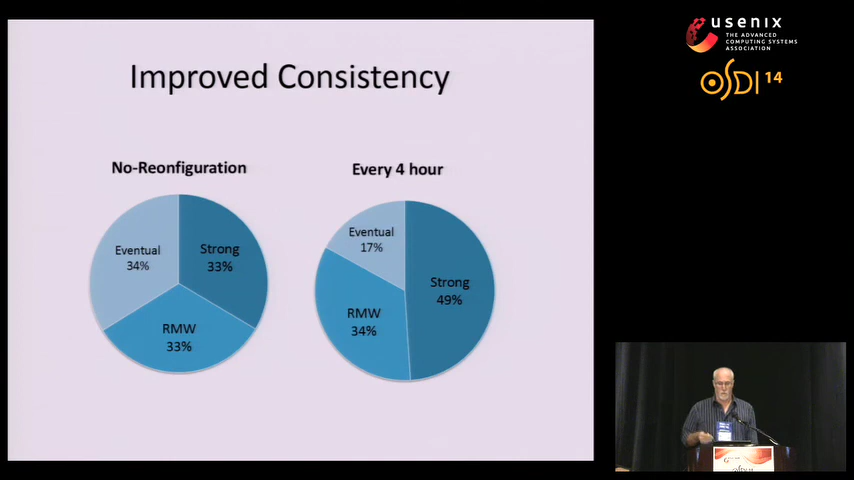 Improved Consistency
No-Reonfiguration
Eventual
34%
Strong
33%
RMW
33%
Every 4 hour
Eventual
17%
Strong
49%
RMW
34%
usenix
THE ADVANCED
COMPUTING SYSTEMS
ASSOCIATION
OSDI 14